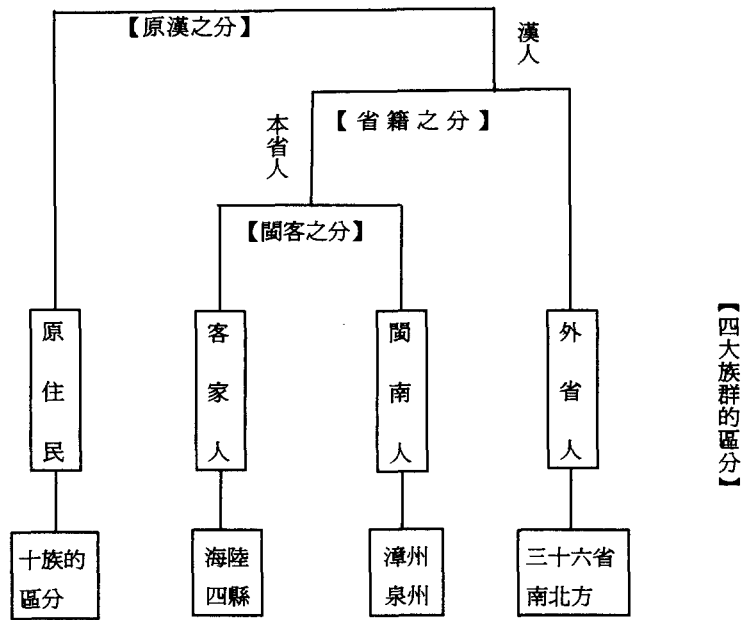 【原漢之分】
漢人
【省籍之分】
本省人
【閩客之分】
原住民
客家人
閩南人
外省人
【四大族群的區分】
十族的
區分
海陸
四縣
漳州
泉州
三十六省
南北方